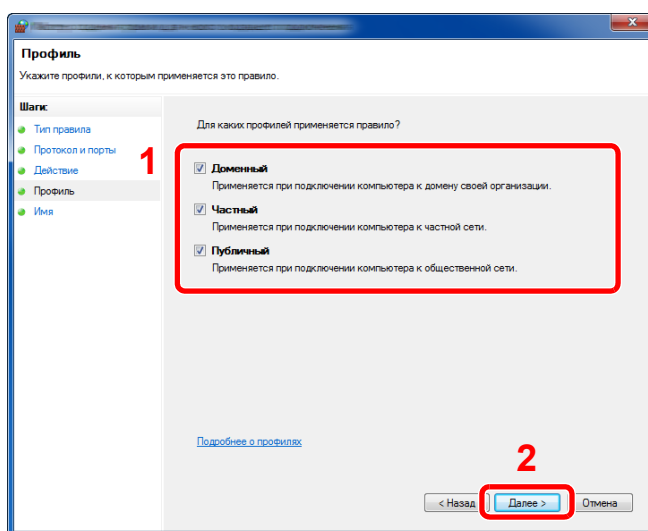 Профиль
Укажите профили, к которым применяется это правило.
Шаги:
Тип правила
Протокол и порты
Действие
Профиль
Имя
1
Для каких профилей применяется правило?
Доменный
Применяется при подключении компьютера к домену своей организации.
Частный
Применяется при подключении компьютера к частной сети.
Публичный
Применяется при подключении компьютера к общественной сети.
Подробнее о профилях
2
< Назад Далее > Отмена